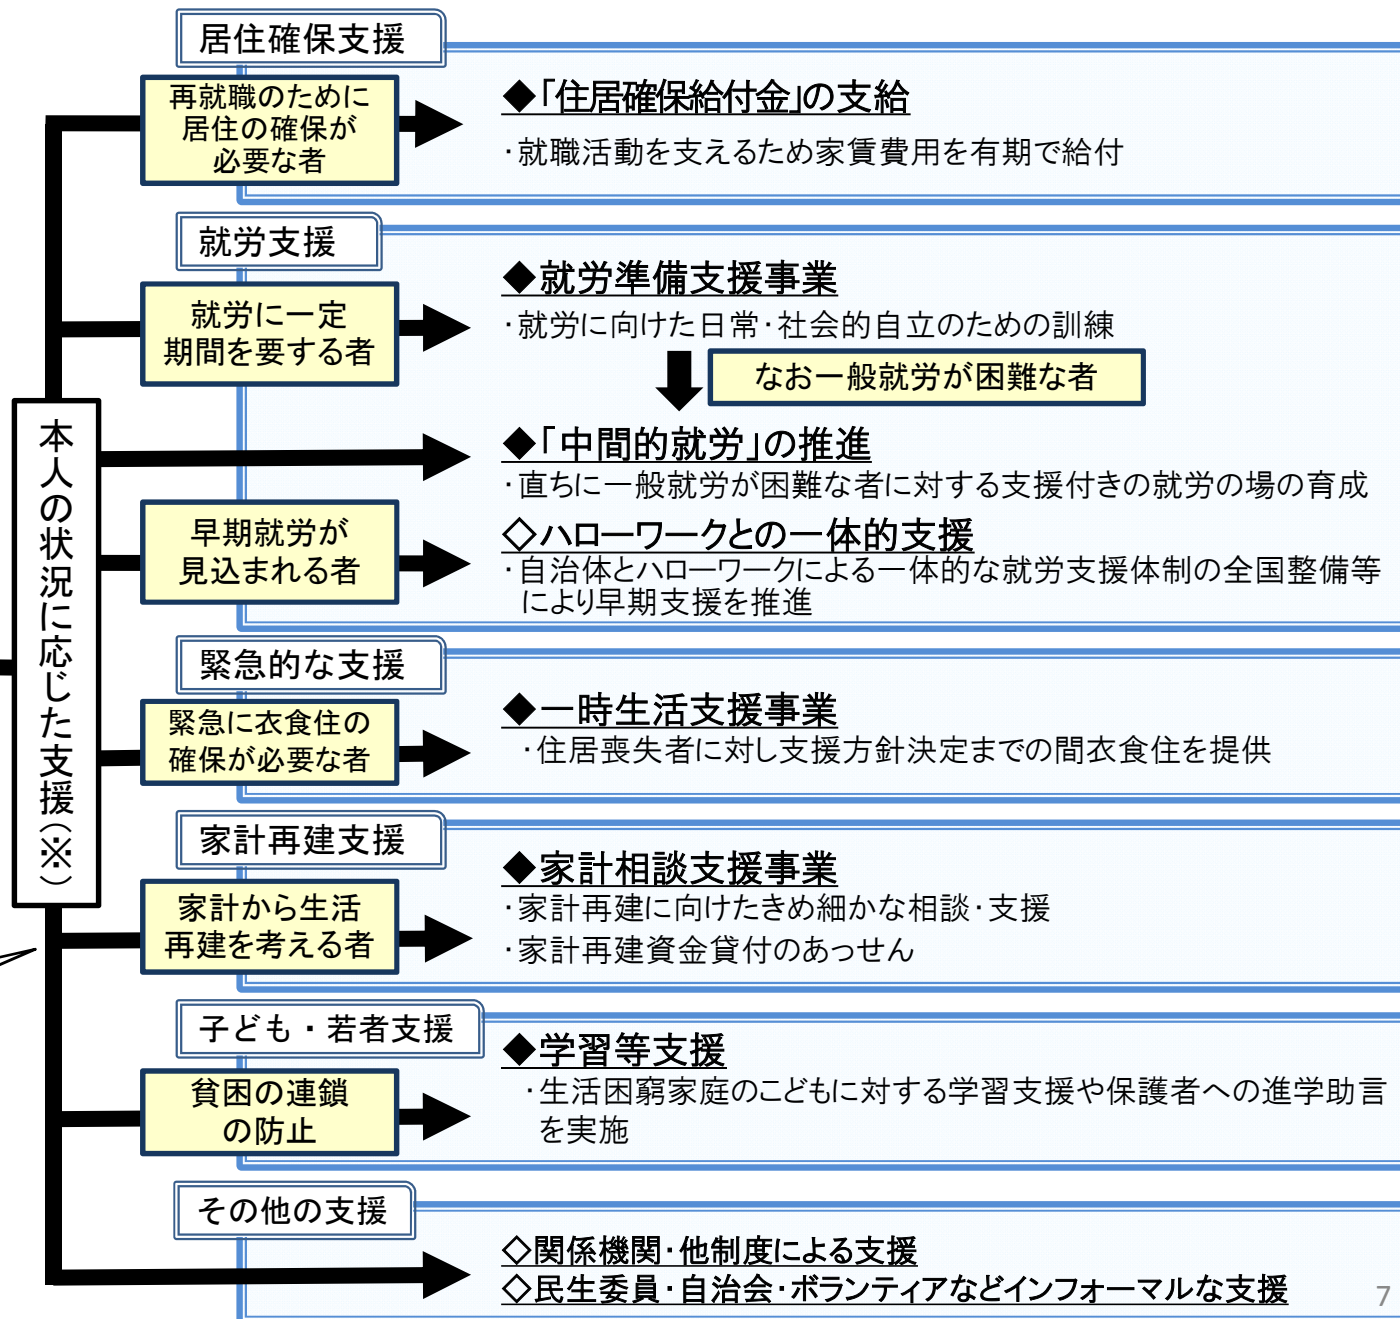 居住確保支援
再就職のために
居住の確保が
必要な者
◆「住居確保給付金」の支給
・就職活動を支えるため家賃費用を有期で給付
就労支援
就労に一定
期間を要する者
◆就労準備支援事業
・就労に向けた日常・社会的自立のための訓練
なお一般就労が困難な者
本人の状況に応じた支援(※)
◆「中間的就労」の推進
・直ちに一般就労が困難な者に対する支援付きの就労の場の育成
早期就労が
見込まれる者
◇ハローワークとの一体的支援
・自治体とハローワークによる一体的な就労支援体制の全国整備等
により早期支援を推進
緊急的な支援
緊急に衣食住の
確保が必要な者
◆一時生活支援事業
・住居喪失者に対し支援方針決定までの間衣食住を提供
家計再建支援
家計から生活
再建を考える者
◆家計相談支援事業
・家計再建に向けたきめ細かな相談・支援
・家計再建資金貸付のあっせん
子ども・若者支援
貧困の連鎖
の防止
◆学習等支援
・生活困窮家庭のこどもに対する学習支援や保護者への進学助言
を実施
その他の支援
◇関係機関・他制度による支援
◇民生委員・自治会・ボランティアなどインフォーマルな支援
7